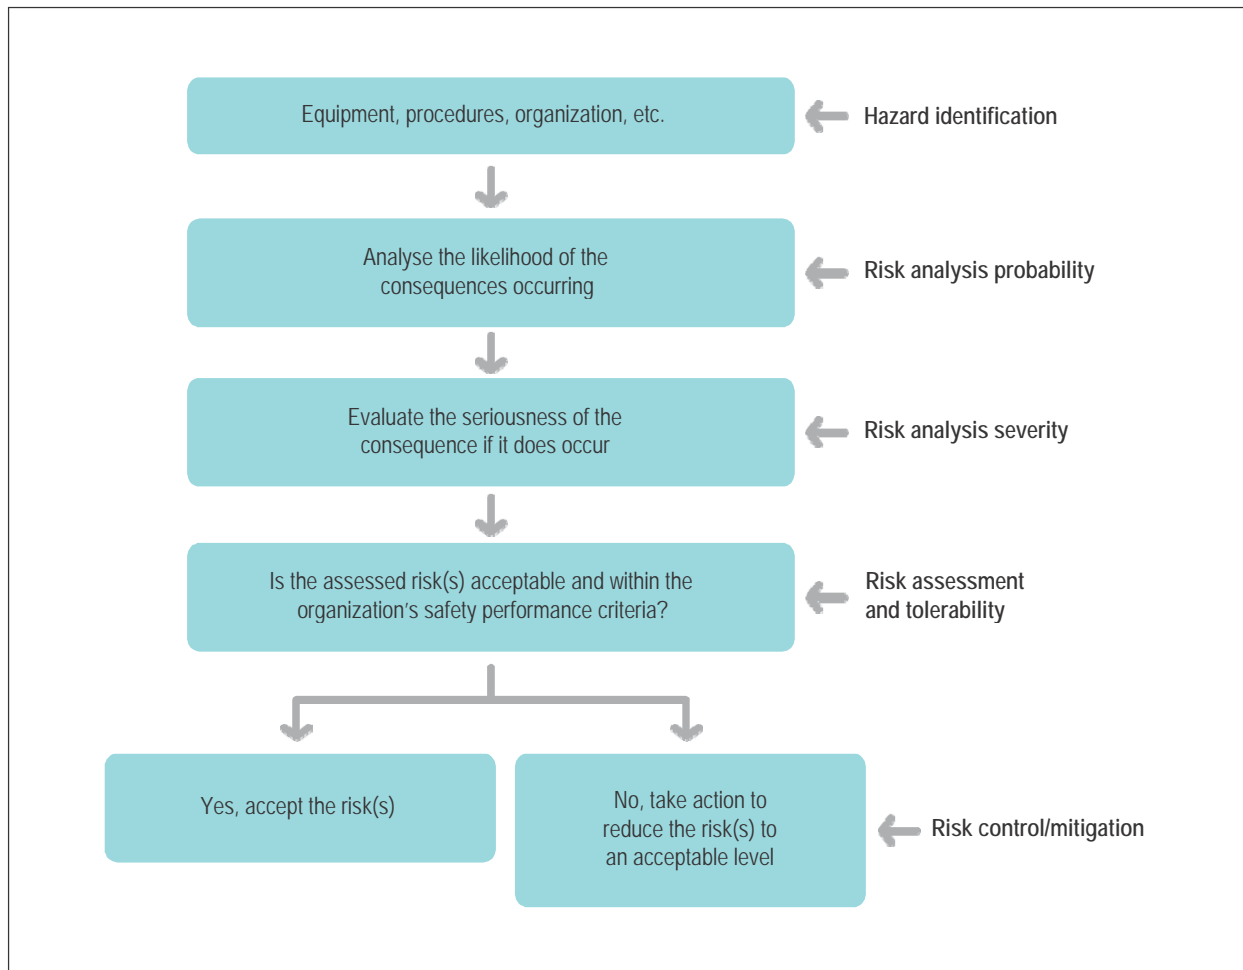 Equipment, procedures, organization, etc.
Hazard identification
Analyse the likelihood of the
consequences occurring
Risk analysis probability
Evaluate the seriousness of the
consequence if it does occur
Risk analysis severity
Is the assessed risk(s) acceptable and within the
organization's safety performance criteria?
Risk assessment
and tolerability
Yes, accept the risk(s)
No, take action to
reduce the risk(s) to
an acceptable level
Risk control/mitigation